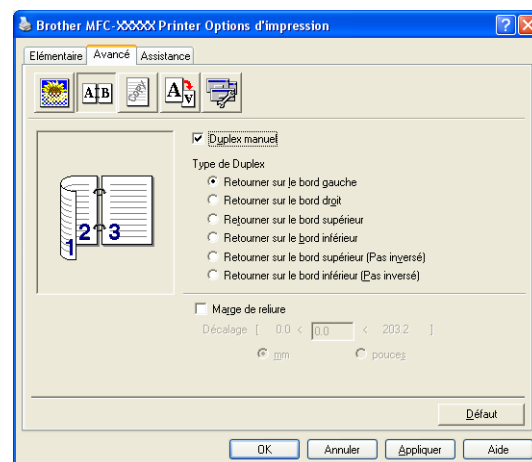 Brother MFC-XXXXX Printer Options d'impression
Elémentaire Avancé Assistance
A B
A
A
1 2 3
Duplex manuel
Type de Duplex
Retourner sur le bord gauche
Retourner sur le bord droit
Retourner sur le bord supérieur
Retourner sur le bord inférieur
Retourner sur le bord supérieur (Pas inversé)
Retourner sur le bord inférieur (Pas inversé)
Marge de reliure
Décalage [ 0.0 < 0.0 < 203.2 ]
mm pouces
Défaut
OK Annuler Appliquer Aide